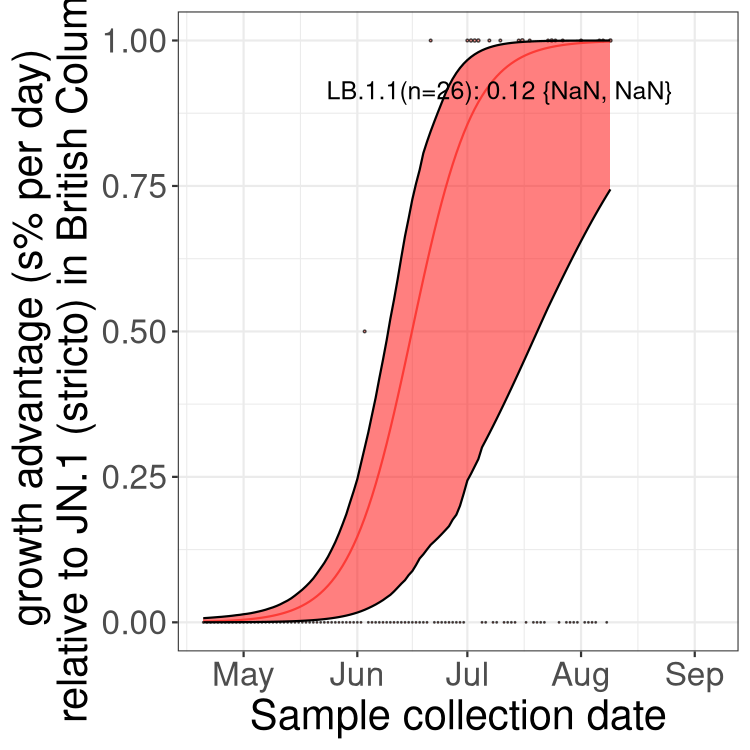 growth advantage (s% per day)
relative to JN.1 (stricto) in British Colum
1.00
0.75
0.50
0.25
0.00
LB.1.1(n=26): 0.12 {NaN, NaN}
May Jun Jul Aug Sep
Sample collection date